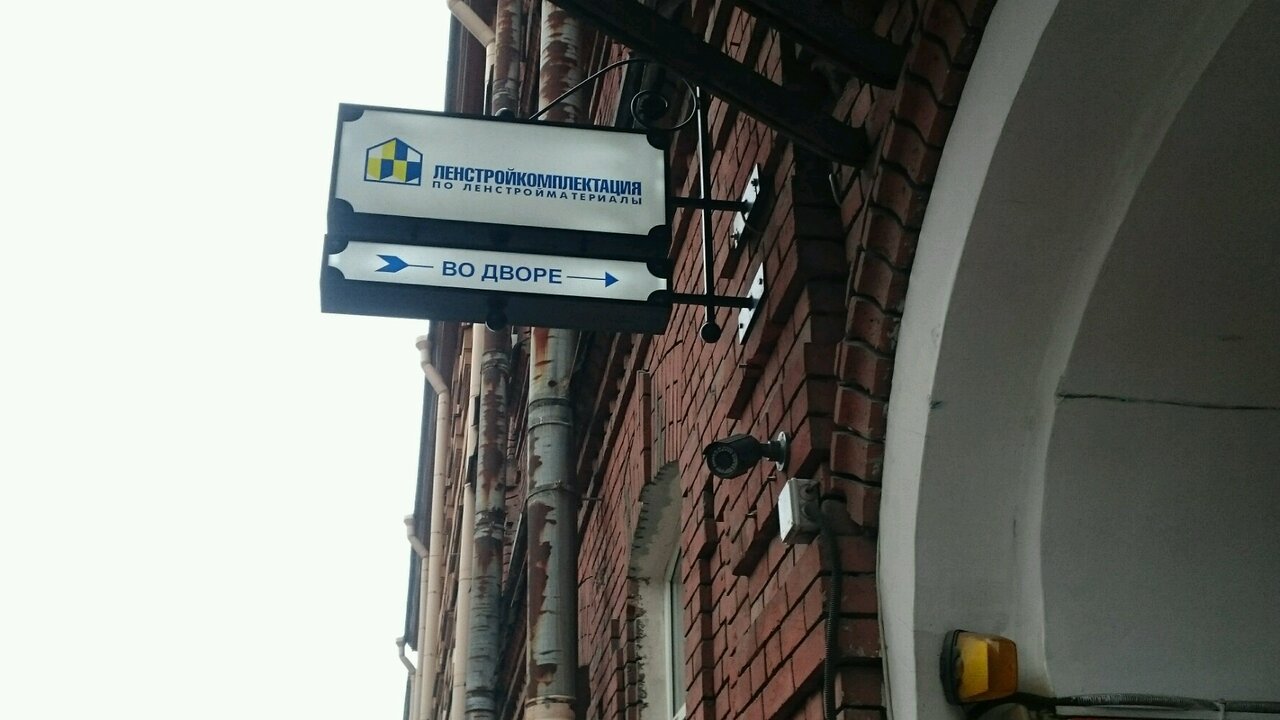 ЛЕНСТРОЙКОМПЛЕКТАЦИЯ
ПО ЛЕНСТРОЙМАТЕРИАЛЫ
ВО ДВОРЕ